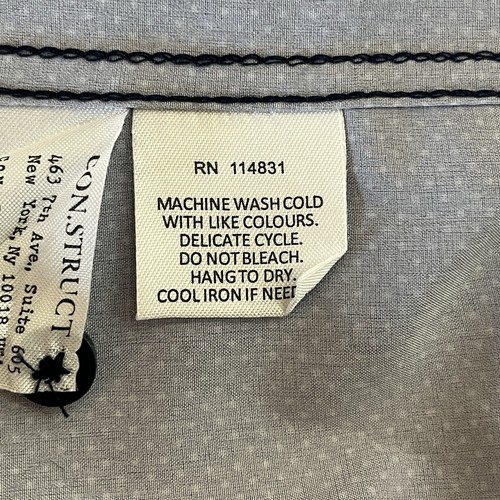 CON.STRUCT
463 7th Ave., Suite 605
New York, Ny 10018
RN 114831
MACHINE WASH COLD
WITH LIKE COLOURS.
DELICATE CYCLE.
DO NOT BLEACH.
HANG TO DRY.
COOL IRON IF NEE